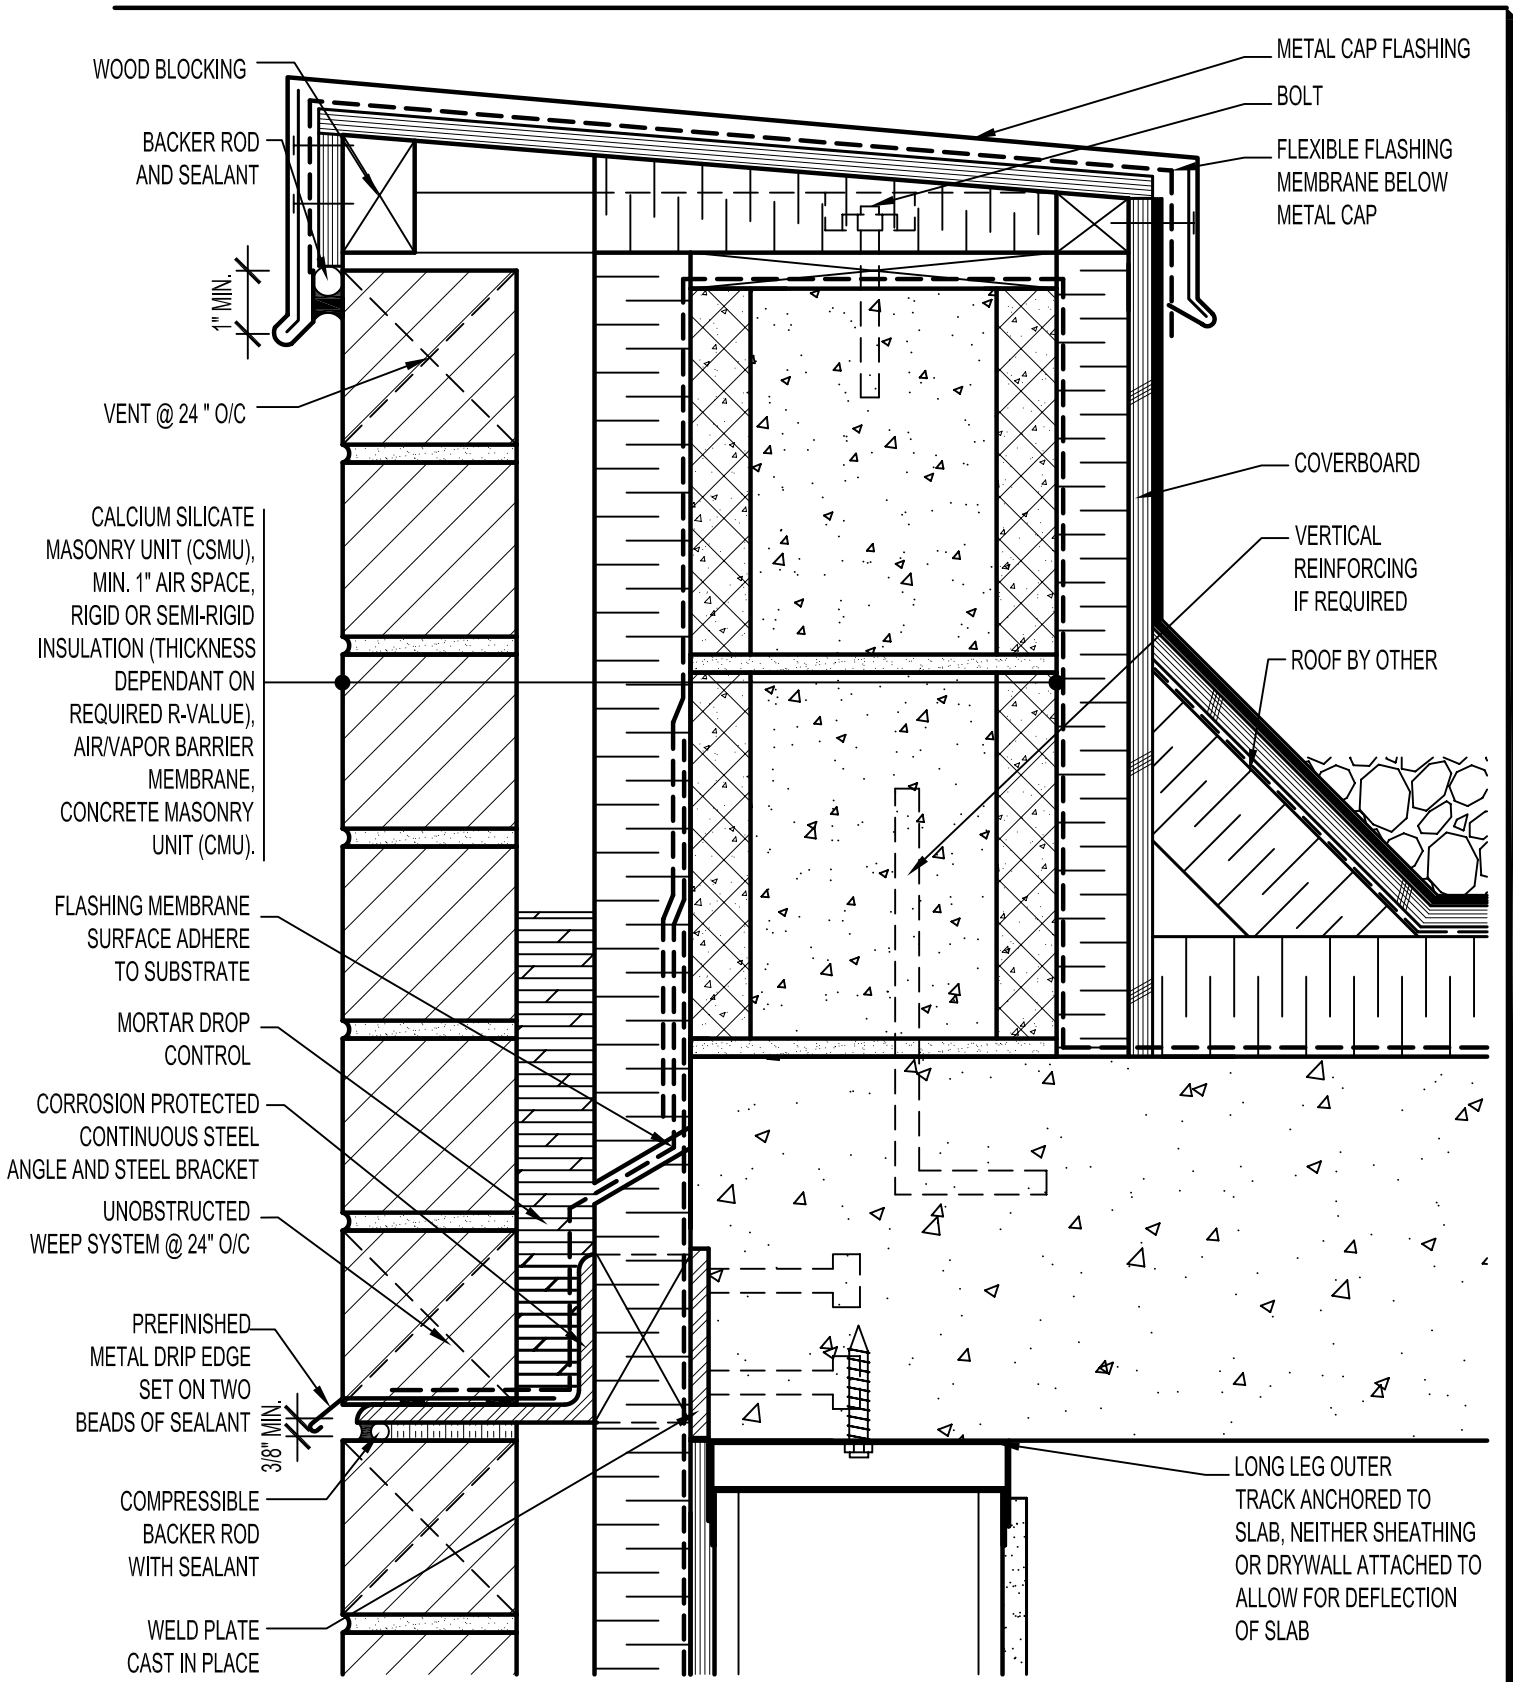 WOOD BLOCKING
BACKER ROD
AND SEALANT
1" MIN.
VENT @ 24 " O/C
CALCIUM SILICATE
MASONRY UNIT (CSMU),
MIN. 1" AIR SPACE,
RIGID OR SEMI-RIGID
INSULATION (THICKNESS
DEPENDANT ON
REQUIRED R-VALUE),
AIR/VAPOR BARRIER
MEMBRANE,
CONCRETE MASONRY
UNIT (CMU).
FLASHING MEMBRANE
SURFACE ADHERE
TO SUBSTRATE
MORTAR DROP
CONTROL
CORROSION PROTECTED
CONTINUOUS STEEL
ANGLE AND STEEL BRACKET
UNOBSTRUCTED
WEEP SYSTEM @ 24" O/C
PREFINISHED
METAL DRIP EDGE
SET ON TWO
BEADS OF SEALANT
3/8" MIN.
COMPRESSIBLE
BACKER ROD
WITH SEALANT
WELD PLATE
CAST IN PLACE
METAL CAP FLASHING
BOLT
FLEXIBLE FLASHING
MEMBRANE BELOW
METAL CAP
COVERBOARD
VERTICAL
REINFORCING
IF REQUIRED
ROOF BY OTHER
LONG LEG OUTER
TRACK ANCHORED TO
SLAB, NEITHER SHEATHING
OR DRYWALL ATTACHED TO
ALLOW FOR DEFLECTION
OF SLAB